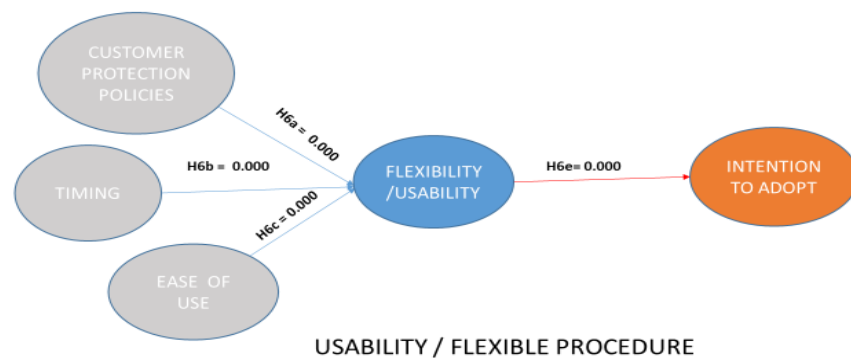 CUSTOMER
PROTECTION
POLICIES
H6a = 0.000
TIMING
H6b = 0.000
FLEXIBILITY
/USABILITY
H6e= 0.000
INTENTION
TO ADOPT
H6c = 0.000
EASE OF
USE
USABILITY / FLEXIBLE PROCEDURE